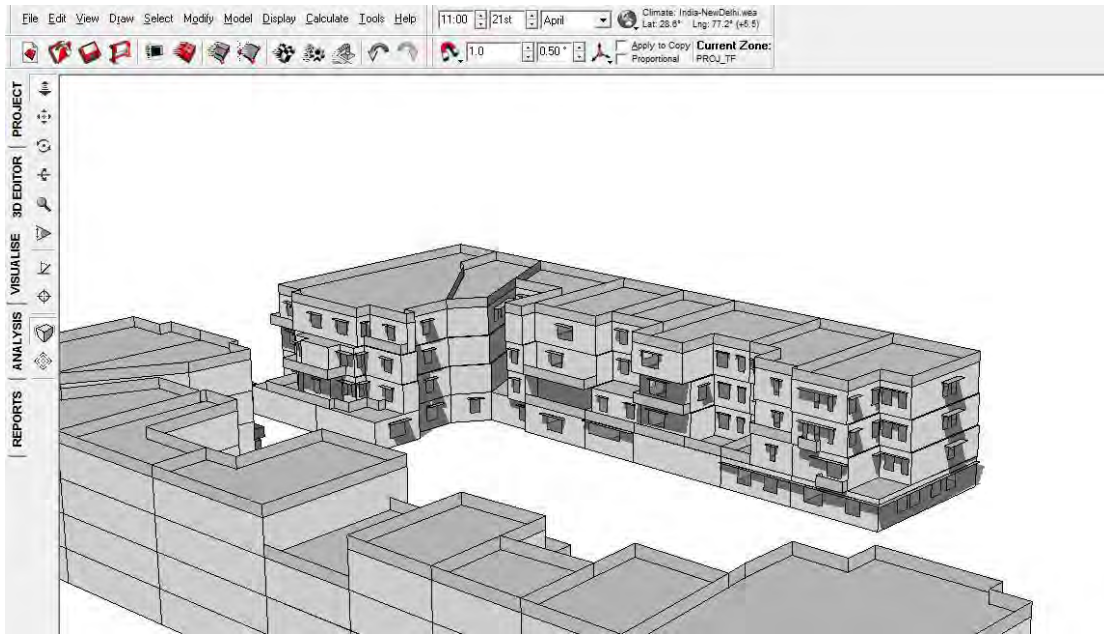 File Edit View Draw Select Modify Model Display Calculate Tools Help
11:00 21st April
Climate: India-NewDelhi.wea
Lat: 28.6° Lng: 77.2° (+5.5)
1.0 0.50 °
Apply to Copy
Proportional
Current Zone:
PROJ_TF
PROJECT
3D EDITOR
VISUALISE
ANALYSIS
REPORTS